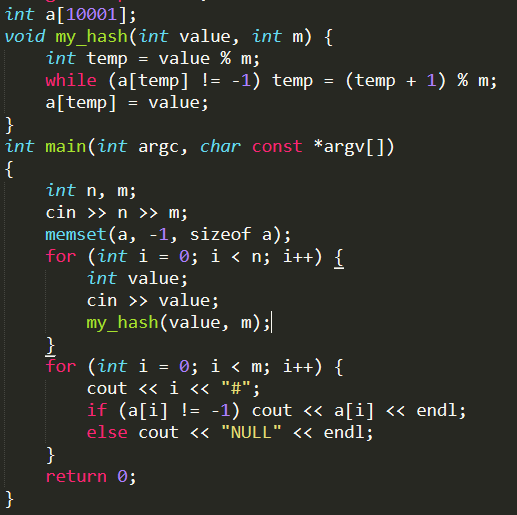 int a[10001];
void my_hash(int value, int m) {
    int temp = value % m;
    while (a[temp] != -1) temp = (temp + 1) % m;
    a[temp] = value;
}
int main(int argc, char const *argv[])
{
    int n, m;
    cin >> n >> m;
    memset(a, -1, sizeof a);
    for (int i = 0; i < n; i++) {
        int value;
        cin >> value;
        my_hash(value, m);
    }
    for (int i = 0; i < m; i++) {
        cout << i << "#";
        if (a[i] != -1) cout << a[i] << endl;
        else cout << "NULL" << endl;
    }
    return 0;
}